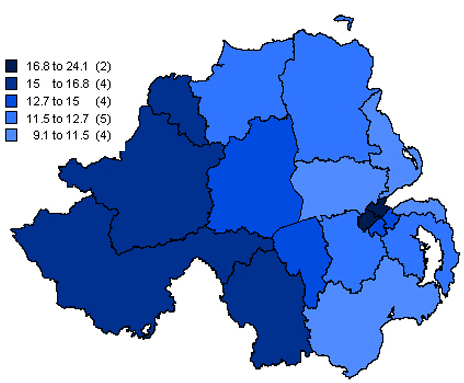 16.8 to 24.1 (2)
15 to 16.8 (4)
12.7 to 15 (4)
11.5 to 12.7 (5)
9.1 to 11.5 (4)